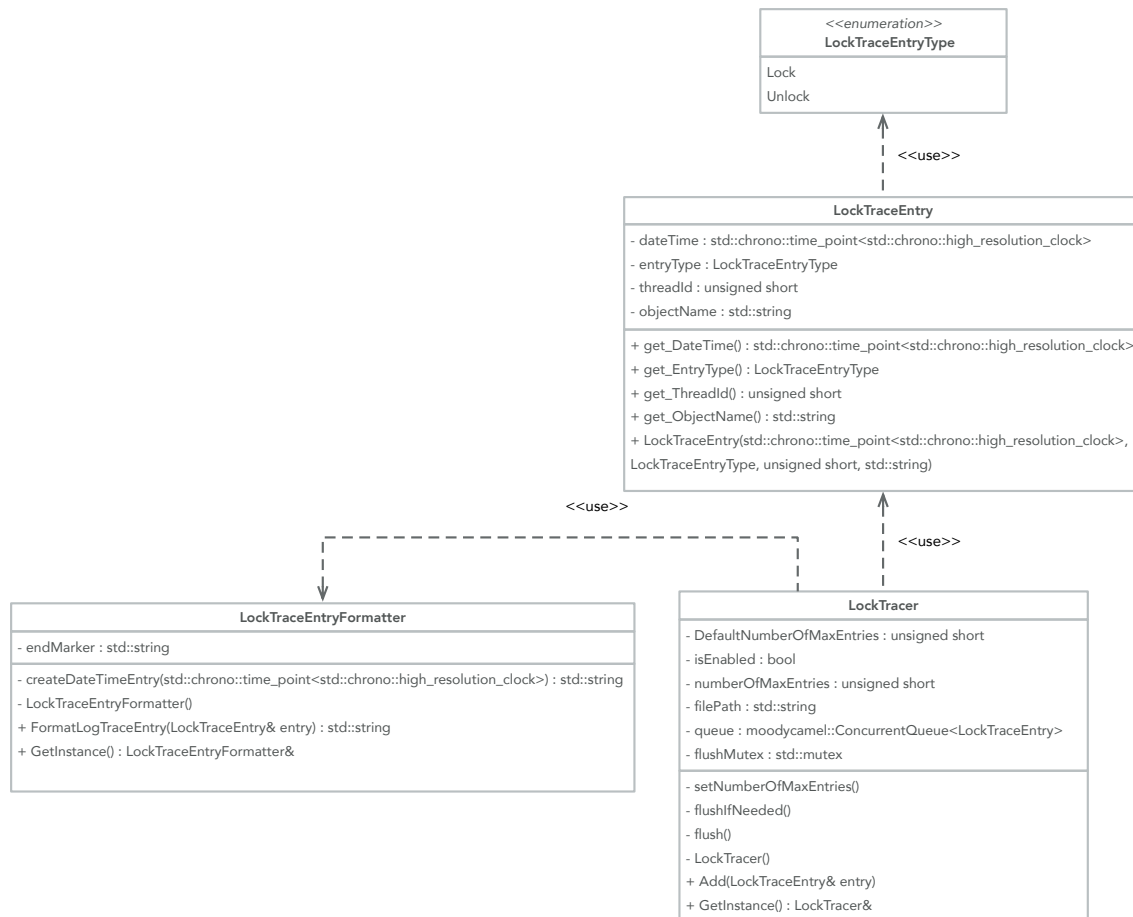 <<enumeration>>
LockTraceEntryType
Lock
Unlock
<<use>>
LockTraceEntry
- dateTime : std::chrono::time_point<std::chrono::high_resolution_clock>
- entryType : LockTraceEntryType
- threadId : unsigned short
- objectName : std::string
+ get_DateTime() : std::chrono::time_point<std::chrono::high_resolution_clock>
+ get_EntryType() : LockTraceEntryType
+ get_ThreadId() : unsigned short
+ get_ObjectName() : std::string
+ LockTraceEntry(std::chrono::time_point<std::chrono::high_resolution_clock>,
LockTraceEntryType, unsigned short, std::string)
<<use>>
<<use>>
LockTraceEntryFormatter
- endMarker : std::string
- createDateTimeEntry(std::chrono::time_point<std::chrono::high_resolution_clock>) : std::string
- LockTraceEntryFormatter()
+ FormatLogTraceEntry(LockTraceEntry& entry) : std::string
+ GetInstance() : LockTraceEntryFormatter&
LockTracer
- DefaultNumberOfMaxEntries : unsigned short
- isEnabled : bool
- numberOfMaxEntries : unsigned short
- filePath : std::string
- queue : moodycamel::ConcurrentQueue<LockTraceEntry>
- flushMutex : std::mutex
- setNumberOfMaxEntries()
- flushIfNeeded()
- flush()
- LockTracer()
+ Add(LockTraceEntry& entry)
+ GetInstance() : LockTracer&